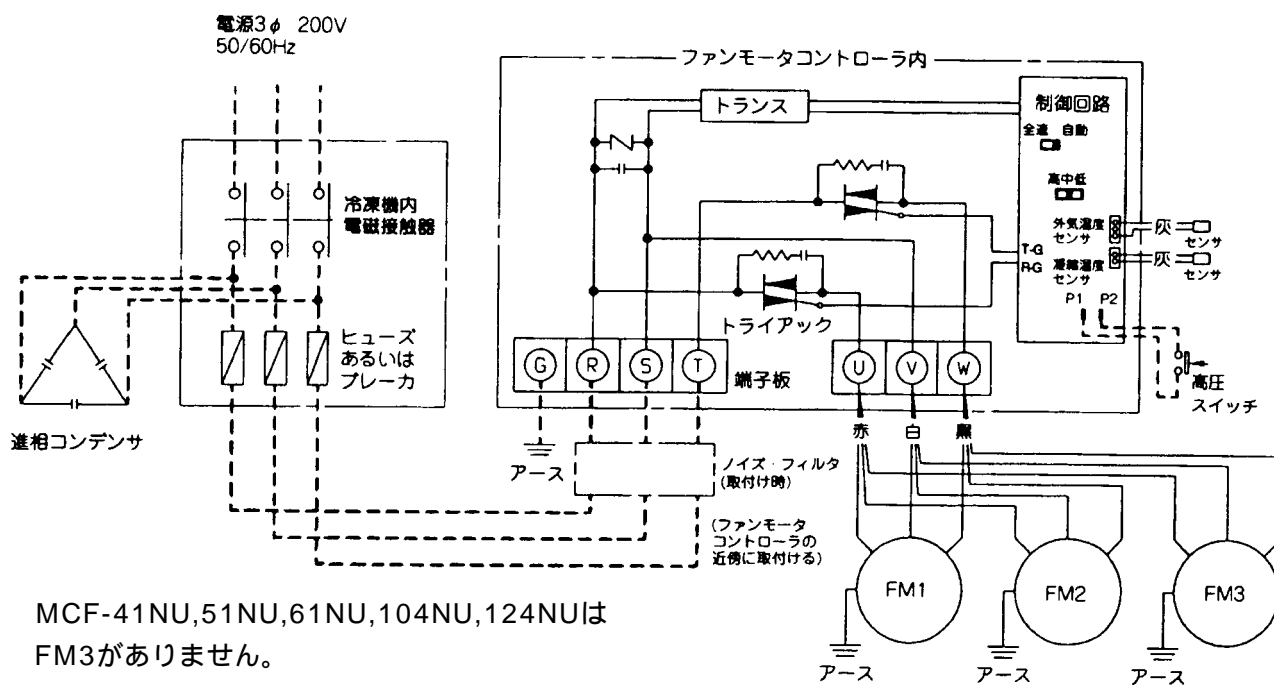 電源3φ 200V
50/60Hz
ファンモータコントローラ内
トランス
制御回路
全速 自動
高中低
冷凍機内
電磁接触器
外気温度
センサ
灰
センサ
T-G
R-G
凝縮温度
センサ
灰
センサ
P1 P2
トライアック
ヒューズ
あるいは
ブレーカ
G R S T
端子板
U V W
高圧
スイッチ
進相コンデンサ
赤 白 黒
アース
ノイズ・フィルタ
(取付け時)
(ファンモータ
コントローラの
近傍に取付ける)
FM1
FM2
FM3
アース
アース
アース
MCF-41NU,51NU,61NU,104NU,124NUは
FM3がありません。